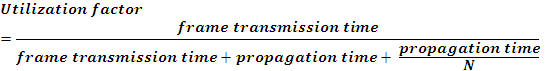 Utilization factor
= frame transmission time / frame transmission time + propagation time + propagation time / N